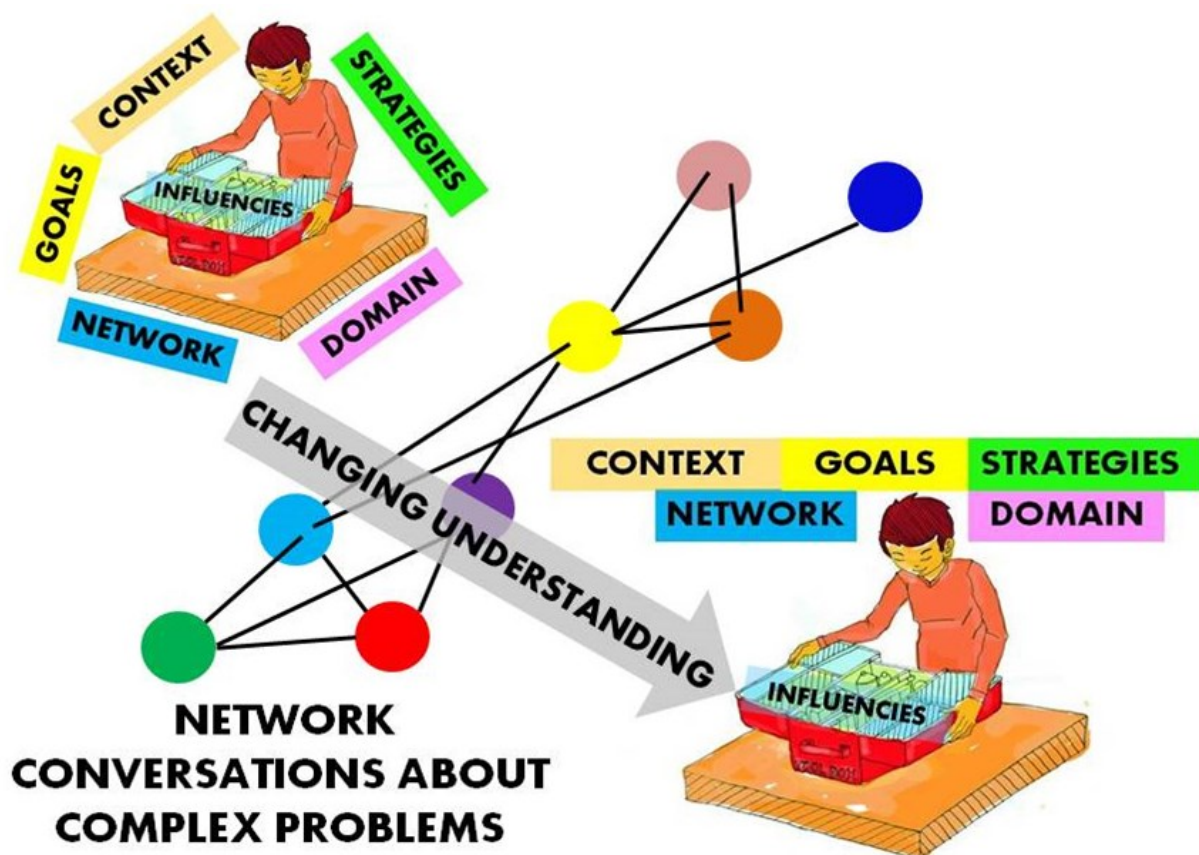 CONTEXT
STRATEGIES
GOALS
INFLUENCIES
NETWORK
DOMAIN
CHANGING UNDERSTANDING
CONTEXT GOALS STRATEGIES
NETWORK DOMAIN
INFLUENCIES
NETWORK
CONVERSATIONS ABOUT
COMPLEX PROBLEMS